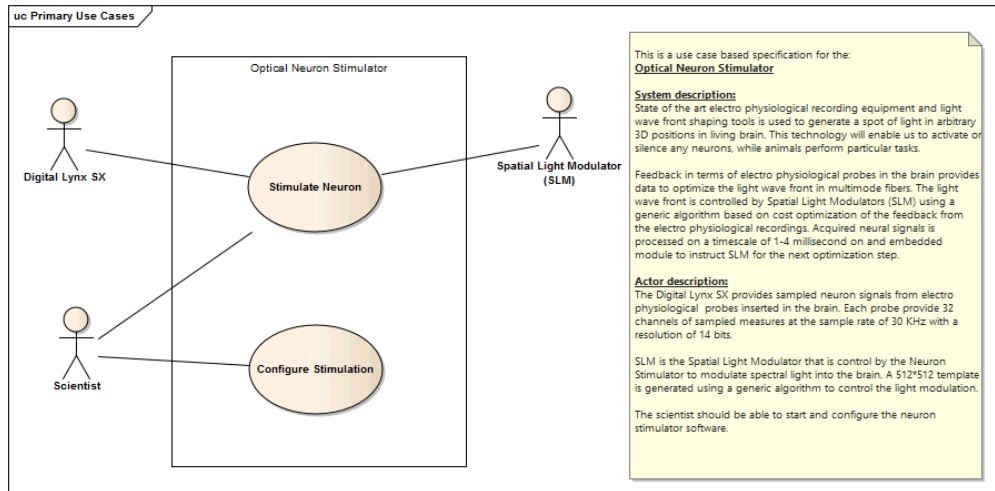 uc Primary Use Cases
Optical Neuron Stimulator
Digital Lynx SX
Stimulate Neuron
Spatial Light Modulator
(SLM)
Scientist
Configure Stimulation
This is a use case based specification for the:
Optical Neuron Stimulator
System description:
State of the art electro physiological recording equipment and light
wave front shaping tools is used to generate a spot of light in arbitrary
3D positions in living brain. This technology will enable us to activate or
silence any neurons, while animals perform particular tasks.
Feedback in terms of electro physiological probes in the brain provides
data to optimize the light wave front in multimode fibers. The light
wave front is controlled by Spatial Light Modulators (SLM) using a
generic algorithm based on cost optimization of the feedback from
the electro physiological recordings. Acquired neural signals is
processed on a timescale of 1-4 millisecond on and embedded
module to instruct SLM for the next optimization step.
Actor description:
The Digital Lynx SX provides sampled neuron signals from electro
physiological probes inserted in the brain. Each probe provide 32
channels of sampled measures at the sample rate of 30 KHz with a
resolution of 14 bits.
SLM is the Spatial Light Modulator that is control by the Neuron
Stimulator to modulate spectral light into the brain. A 512*512 template
is generated using a generic algorithm to control the light modulation.
The scientist should be able to start and configure the neuron
stimulator software.